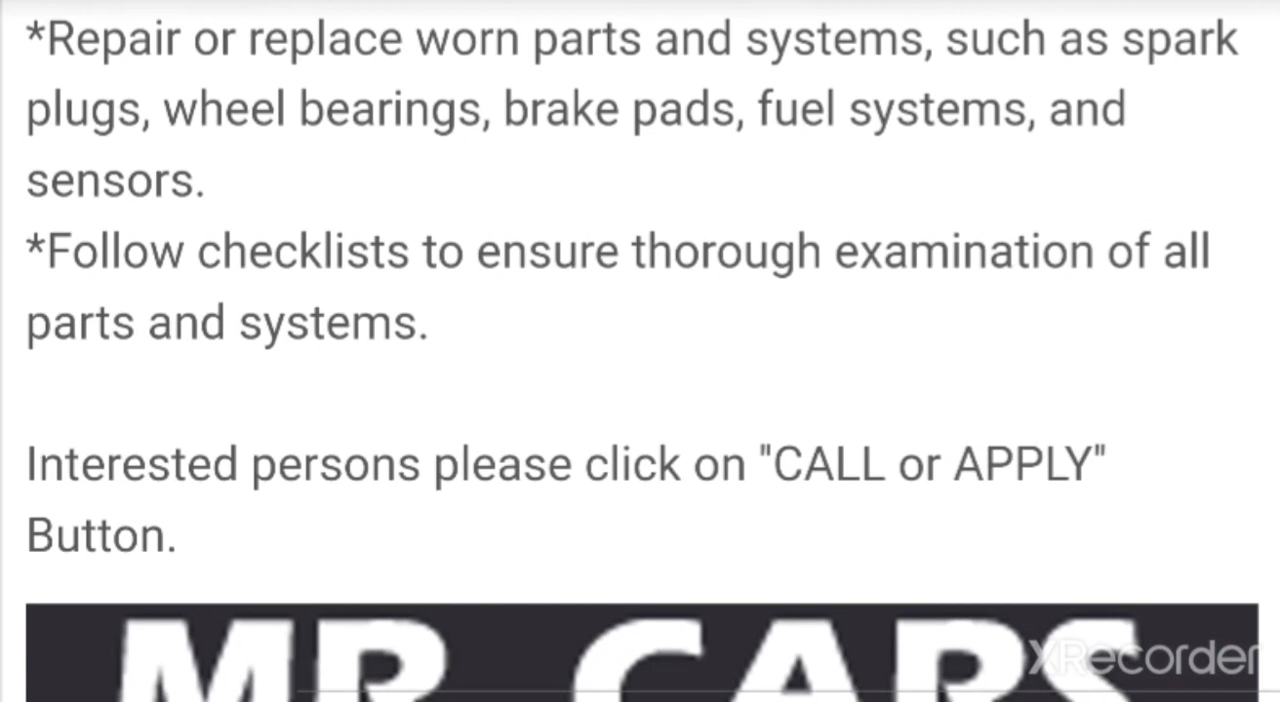 *Repair or replace worn parts and systems, such as spark
plugs, wheel bearings, brake pads, fuel systems, and
sensors.
*Follow checklists to ensure thorough examination of all
parts and systems.
Interested persons please click on "CALL or APPLY"
Button.
MR CARS
XRecorder